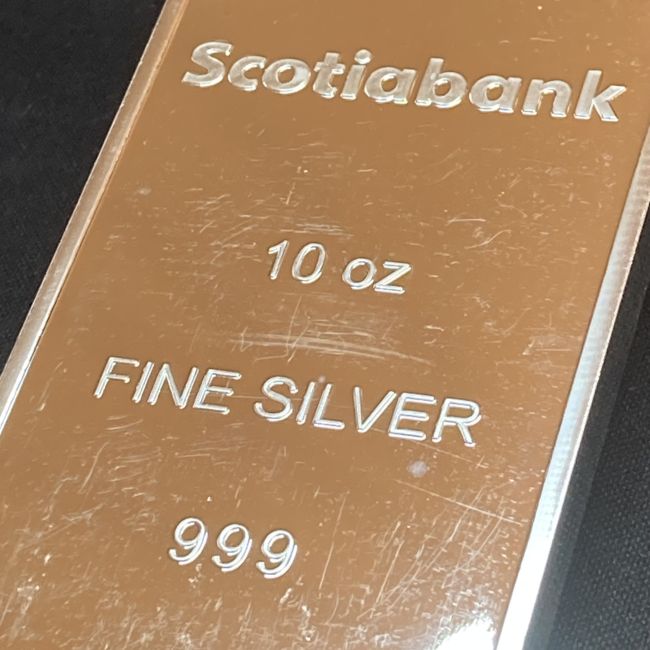 Scotiabank
10 oz
FINE SILVER
999